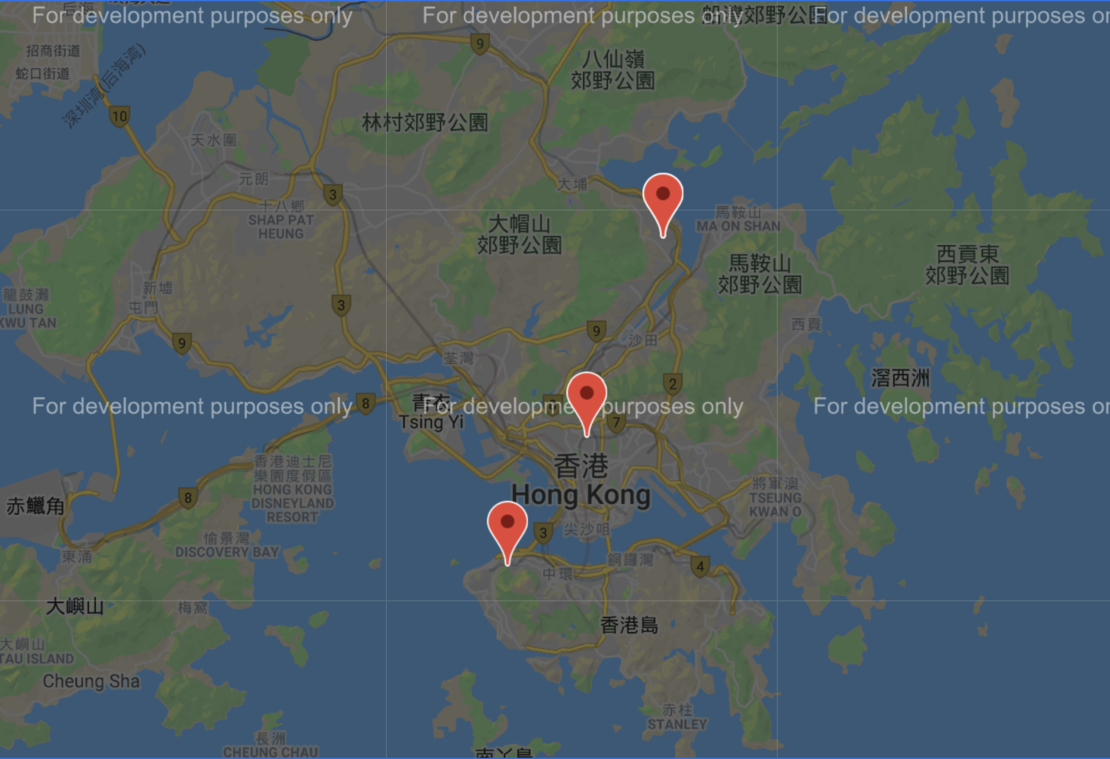 For development purposes only
For development purposes only
For development purposes or
船灣郊野公園
后海
招商街道
蛇口街道
深圳湾(后海湾)
9
八仙嶺
郊野公園
10
林村郊野公園
天水圍
元朗
3
大埔
十八鄉
SHAP PAT
HEUNG
大帽山
郊野公園
馬鞍山
MA ON SHAN
馬鞍山
郊野公園
西貢東
郊野公園
龍鼓灘
LUNG
KWU TAN
新墟
屯門
3
9
9
沙田
西貢
荃灣
2
滘西洲
8
青衣
Tsing Yi
7
For development purposes only
For development purposes only
For development purposes or
香港
Hong Kong
香港迪士尼
樂園度假區
HONG KONG
DISNEYLAND
RESORT
將軍澳
TSEUNG
KWAN O
赤鱲角
8
3
尖沙咀
愉景灣
DISCOVERY BAY
東涌
中環
銅鑼灣
4
大嶼山
梅窩
香港島
大嶼山
TAU ISLAND
Cheung Sha
赤柱
STANLEY
長洲
CHEUNG CHAU
南丫島